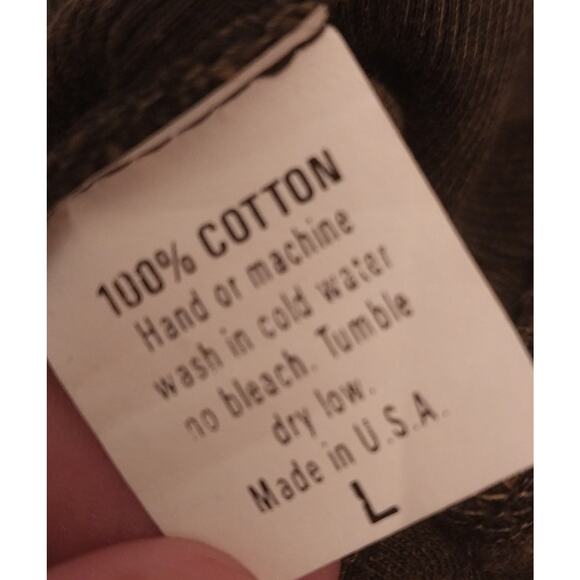 100% COTTON
Hand or machine
wash in cold water
no bleach. Tumble
dry low.
Made in U.S.A.
L